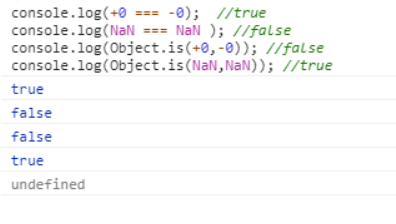 console.log(+0 === -0);  //true
console.log(NaN === NaN ); //false
console.log(Object.is(+0,-0)); //false
console.log(Object.is(NaN,NaN)); //true
true
false
false
true
undefined